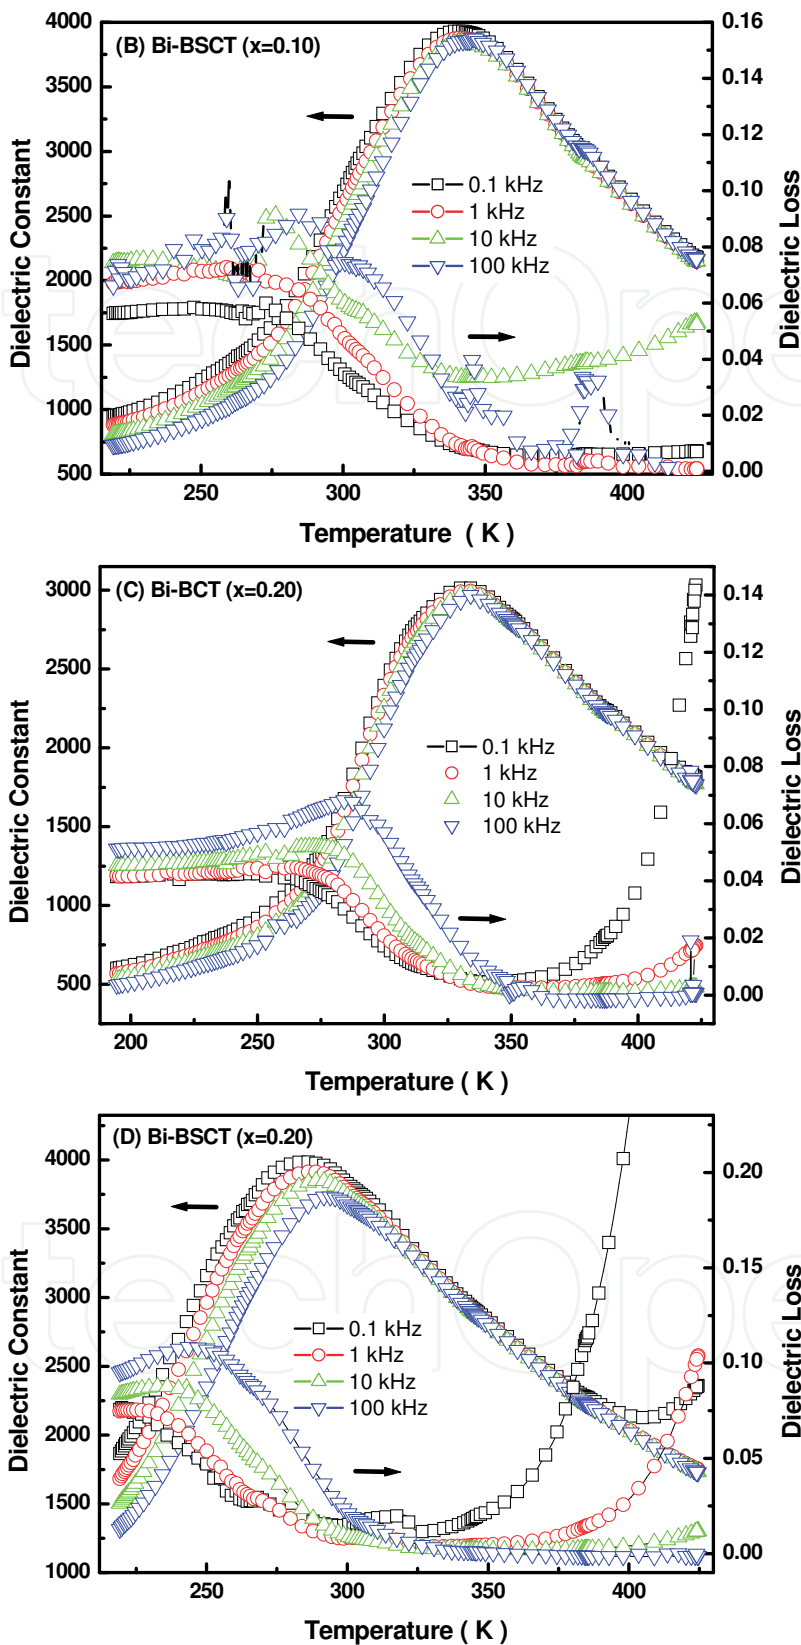 (B) Bi-BSCT (x=0.10)
4000
3500
3000
2500
2000
1500
1000
500
Dielectric Constant
0.16
0.14
0.12
0.10
0.08
0.06
0.04
0.02
0.00
Dielectric Loss
0.1 kHz
1 kHz
10 kHz
100 kHz
250 300 350 400
Temperature ( K )
(C) Bi-BCT (x=0.20)
3000
2500
2000
1500
1000
500
Dielectric Constant
0.14
0.12
0.10
0.08
0.06
0.04
0.02
0.00
Dielectric Loss
0.1 kHz
1 kHz
10 kHz
100 kHz
200 250 300 350 400
Temperature ( K )
(D) Bi-BSCT (x=0.20)
4000
3500
3000
2500
2000
1500
1000
Dielectric Constant
0.20
0.15
0.10
0.05
0.00
Dielectric Loss
0.1 kHz
1 kHz
10 kHz
100 kHz
250 300 350 400
Temperature ( K )
techOpe
techOpe